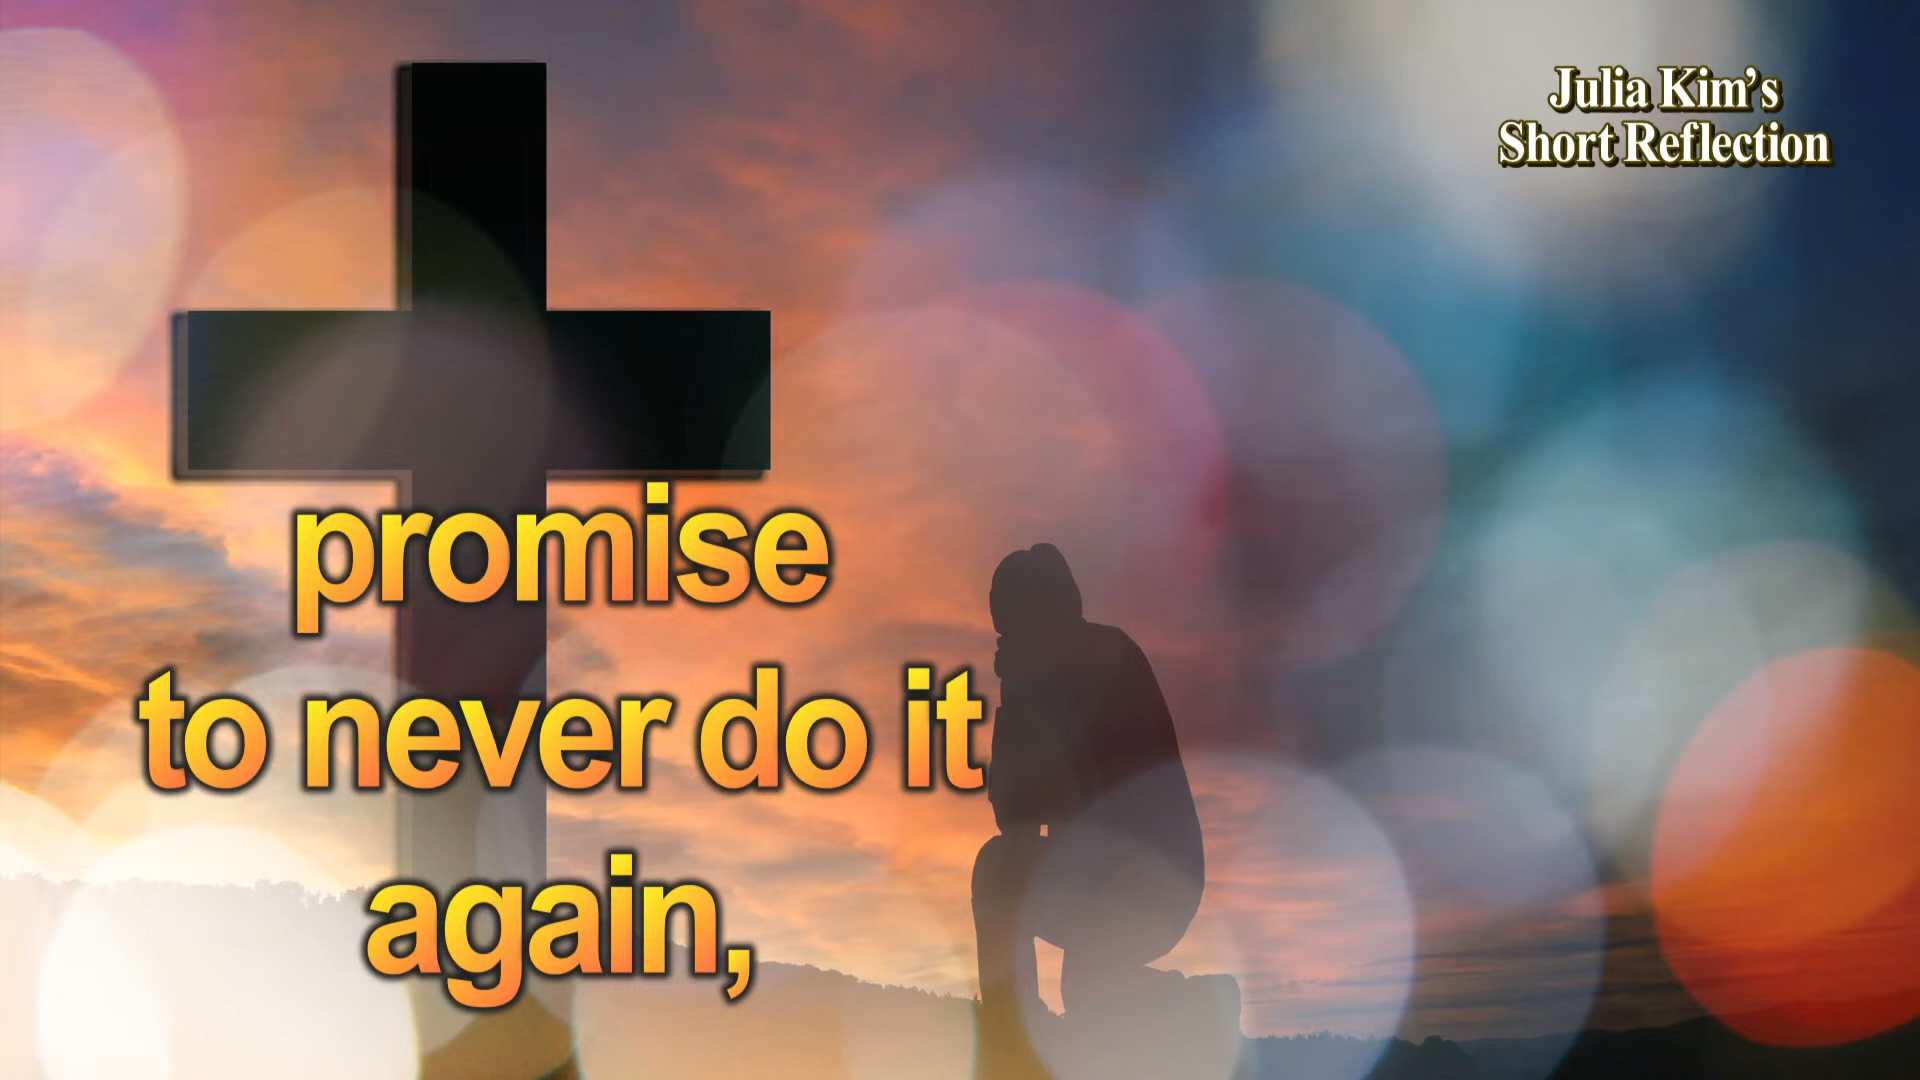 Julia Kim's
Short Reflection
promise
to never do it
again,